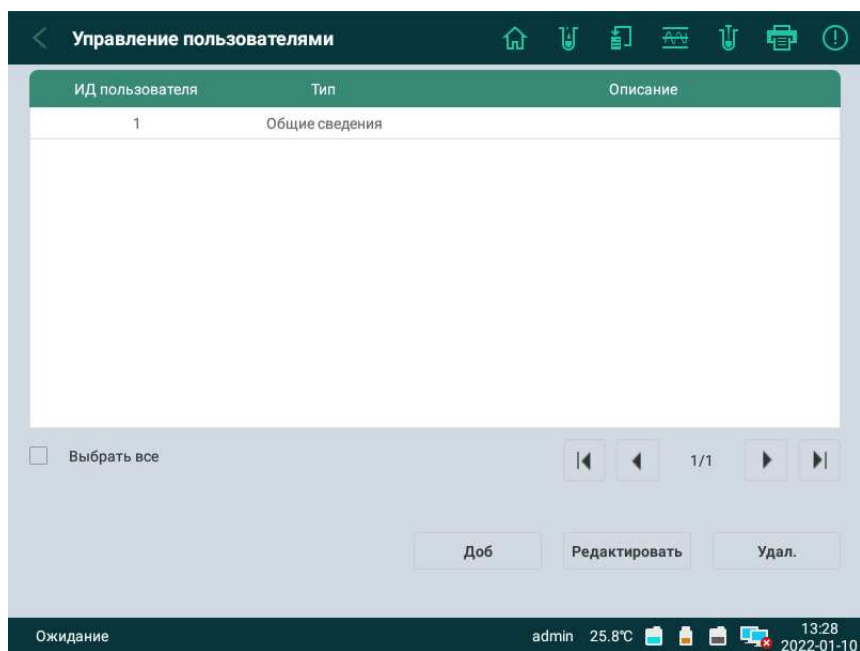 Управление пользователями
ИД пользователя Тип Описание
1 Общие сведения
Выбрать все 1/1
Доб Редактировать Удал.
Ожидание admin 25.8℃ 13:28
2022-01-10